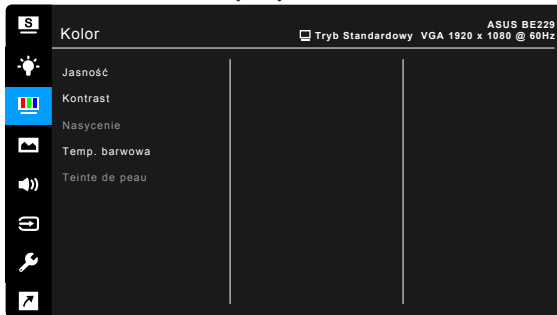 S
ASUS BE229
Kolor
Tryb Standardowy VGA 1920 x 1080 @ 60Hz
Jasność
Kontrast
Nasycenie
Temp. barwowa
Teinte de peau